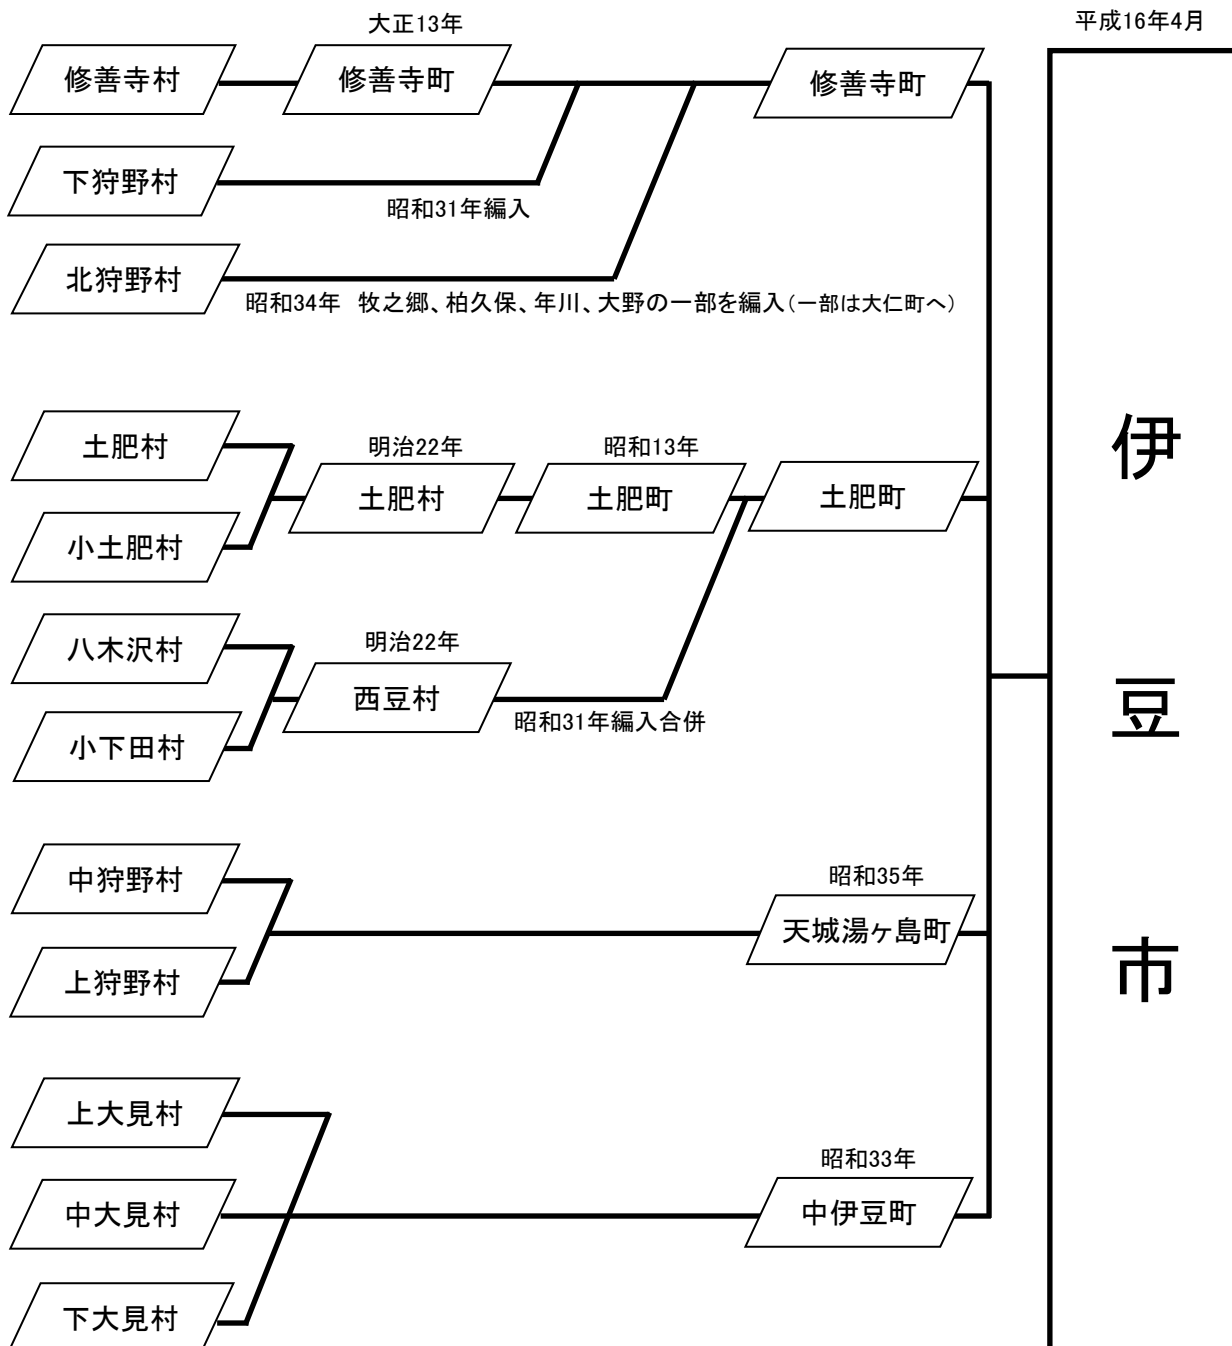 大正13年
平成16年4月
修善寺村
修善寺町
修善寺町
下狩野村
昭和31年編入
北狩野村
昭和34年　牧之郷、柏久保、年川、大野の一部を編入（一部は大仁町へ）
土肥村
明治22年
昭和13年
土肥村
土肥町
土肥町
小土肥村
八木沢村
明治22年
西豆村
昭和31年編入合併
小下田村
中狩野村
昭和35年
天城湯ヶ島町
上狩野村
上大見村
昭和33年
中大見村
中伊豆町
下大見村
伊豆市